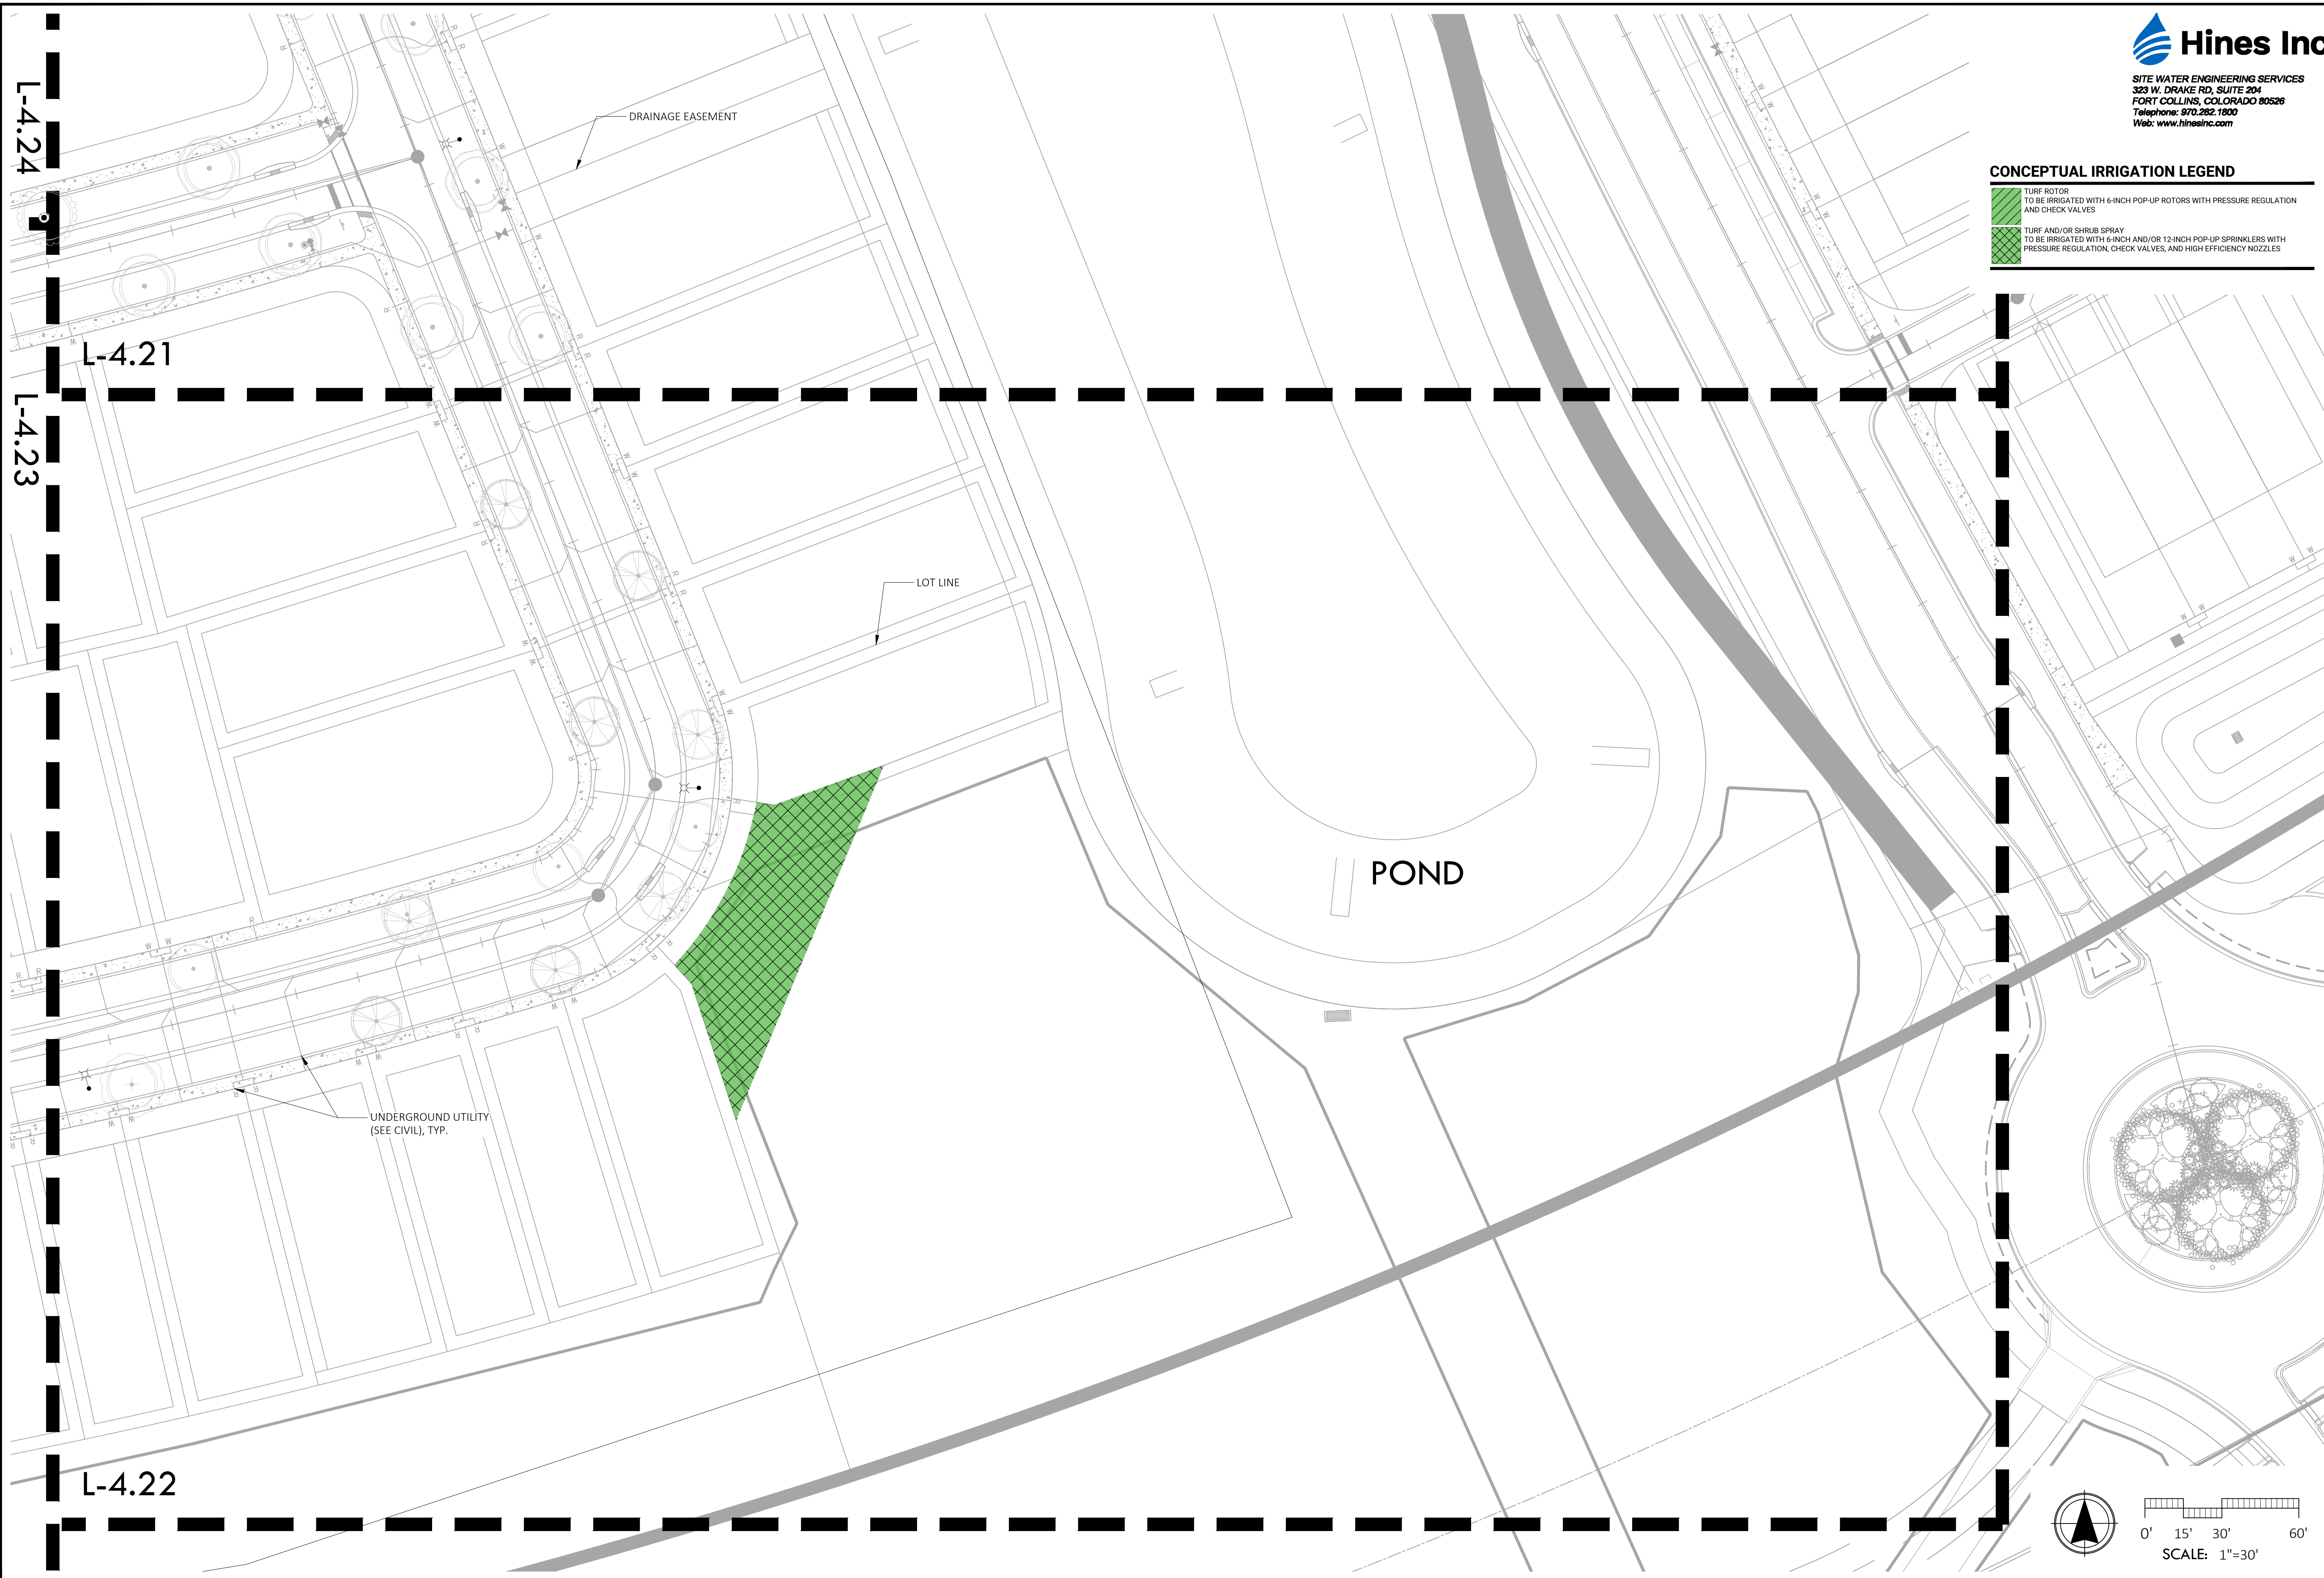 Hines Inc
SITE WATER ENGINEERING SERVICES
323 W. DRAKE RD, SUITE 204
FORT COLLINS, COLORADO 80526
Telephone: 970.282.1800
Web: www.hinesinc.com
CONCEPTUAL IRRIGATION LEGEND
TURF ROTOR
TO BE IRRIGATED WITH 6-INCH POP-UP ROTORS WITH PRESSURE REGULATION
AND CHECK VALVES
TURF AND/OR SHRUB SPRAY
TO BE IRRIGATED WITH 6-INCH AND/OR 12-INCH POP-UP SPRINKLERS WITH
PRESSURE REGULATION, CHECK VALVES, AND HIGH EFFICIENCY NOZZLES
L-4.24
DRAINAGE EASEMENT
L-4.21
L-4.23
LOT LINE
POND
UNDERGROUND UTILITY
(SEE CIVIL), TYP.
L-4.22
0' 15' 30' 60'
SCALE: 1"=30'